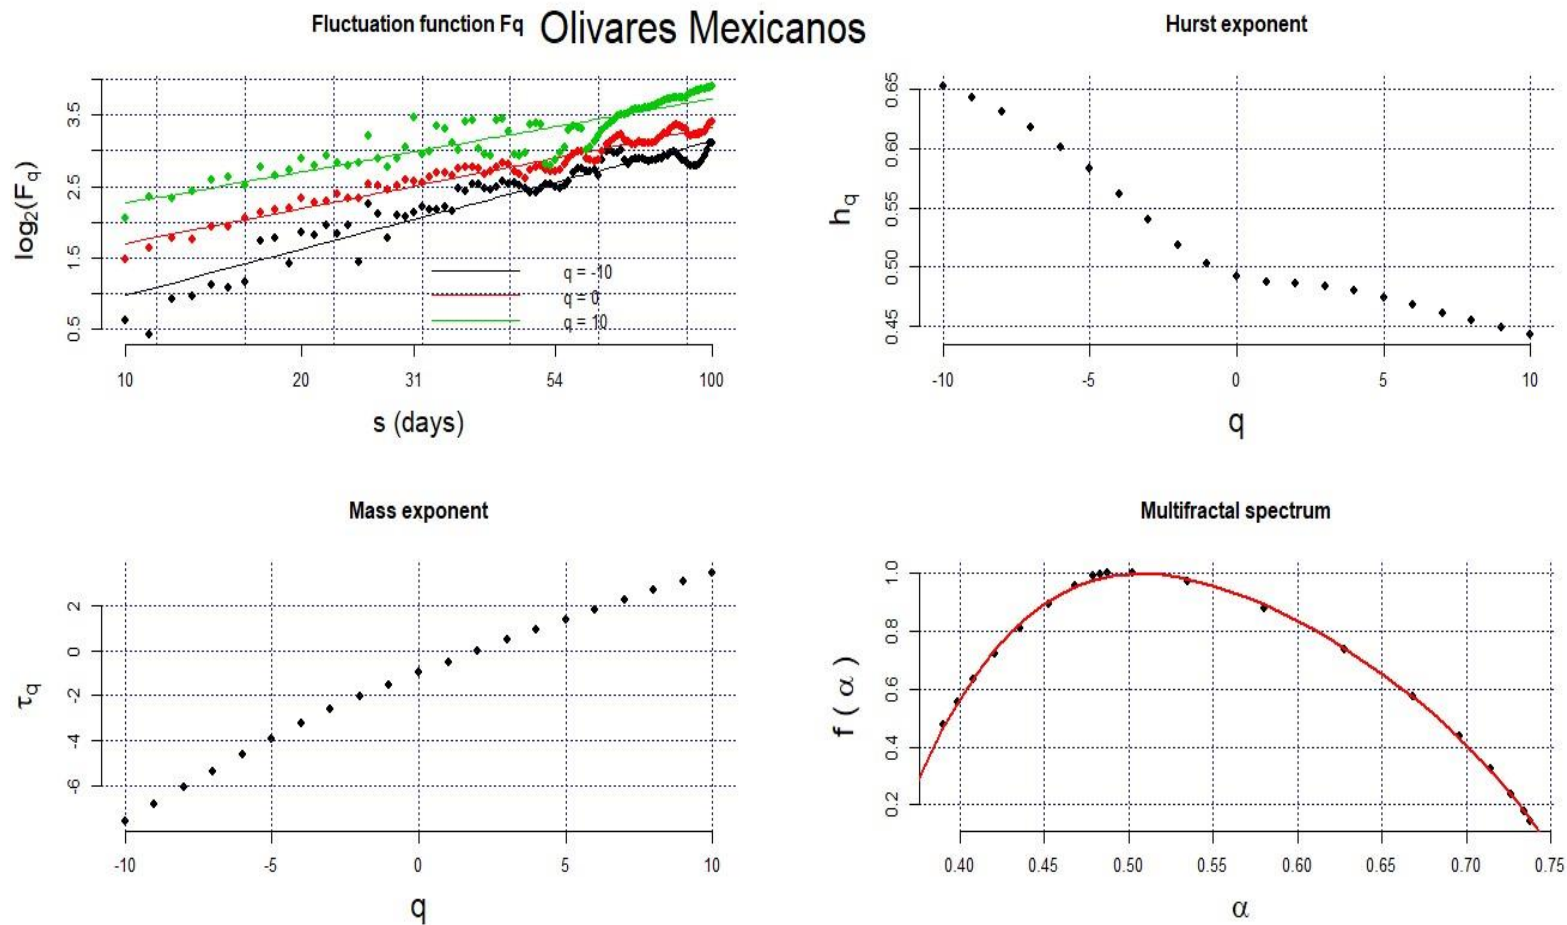 Olivares Mexicanos
Fluctuation function Fq
log2(Fq)
3.5
2.5
1.5
0.5
q = -10
q = 0
q = 10
10 20 31 54 100
s (days)
Hurst exponent
hq
0.65
0.60
0.55
0.50
0.45
-10 -5 0 5 10
q
Mass exponent
τq
2
0
-2
-4
-6
-10 -5 0 5 10
q
Multifractal spectrum
f ( α )
1.0
0.8
0.6
0.4
0.2
0.40 0.45 0.50 0.55 0.60 0.65 0.70 0.75
α